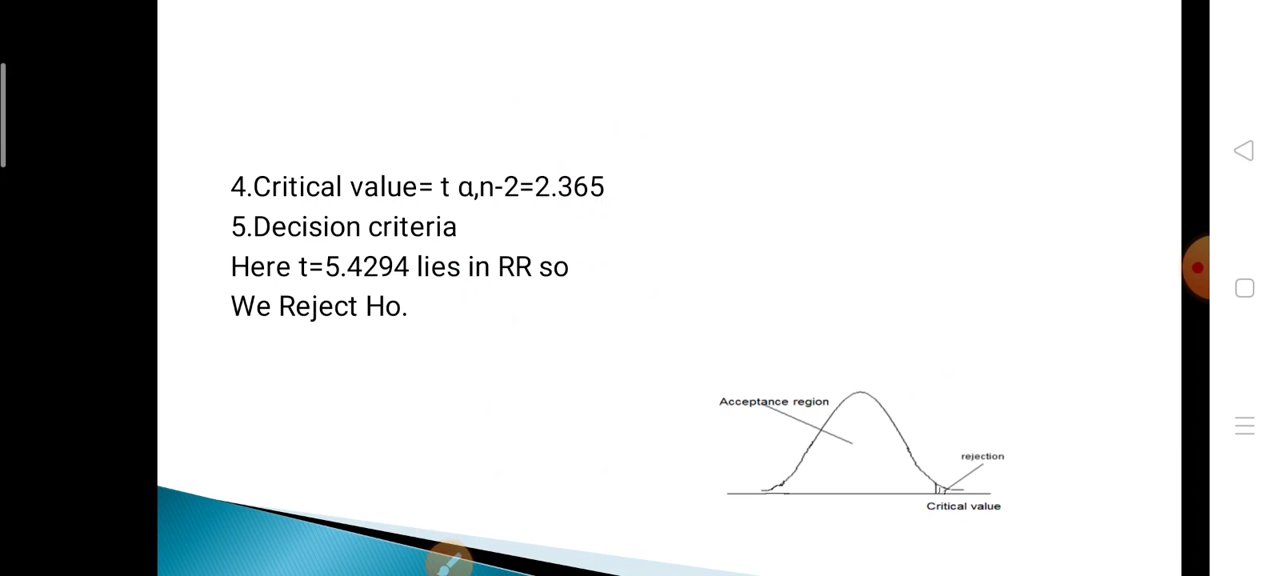 4.Critical value= t α,n-2=2.365
5.Decision criteria
Here t=5.4294 lies in RR so
We Reject Ho.
Acceptance region
rejection
Critical value